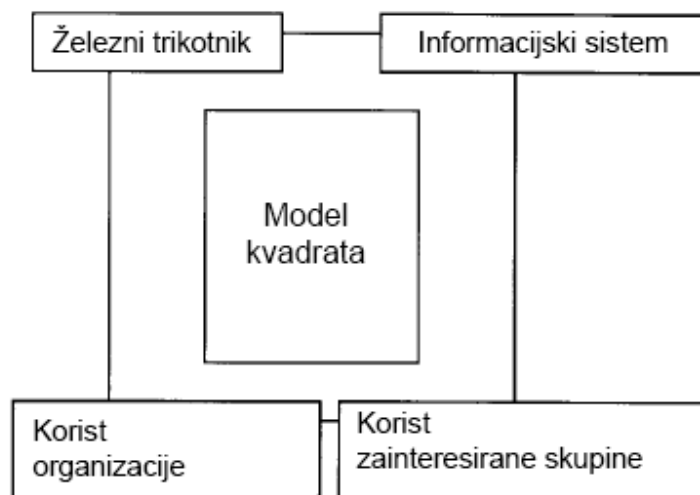 Železni trikotnik
Informacijski sistem
Model
kvadrata
Korist
organizacije
Korist
zainteresirane skupine